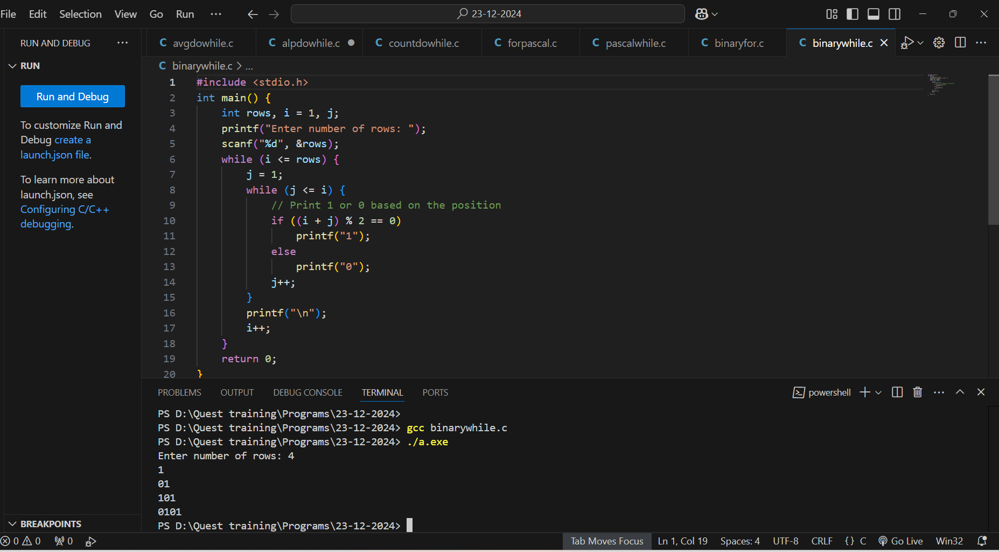 File Edit Selection View Go Run ··· 23-12-2024
RUN AND DEBUG ···
RUN
Run and Debug
To customize Run and
Debug create a
launch.json file.
To learn more about
launch.json, see
Configuring C/C++
debugging.
BREAKPOINTS
C avgdowhile.c C alpdowhile.c C countdowhile.c C forpascal.c C pascalwhile.c C binaryfor.c C binarywhile.c
C binarywhile.c > ...
1 #include <stdio.h>
2 int main() {
3 int rows, i = 1, j;
4 printf("Enter number of rows: ");
5 scanf("%d", &rows);
6 while (i <= rows) {
7 j = 1;
8 while (j <= i) {
9 // Print 1 or 0 based on the position
10 if ((i + j) % 2 == 0)
11 printf("1");
12 else
13 printf("0");
14 j++;
15 }
16 printf("\n");
17 i++;
18 }
19 return 0;
20 }
PROBLEMS OUTPUT DEBUG CONSOLE TERMINAL PORTS powershell
PS D:\Quest training\Programs\23-12-2024>
PS D:\Quest training\Programs\23-12-2024> gcc binarywhile.c
PS D:\Quest training\Programs\23-12-2024> ./a.exe
Enter number of rows: 4
1
01
101
0101
PS D:\Quest training\Programs\23-12-2024>
0 0 0 Tab Moves Focus Ln 1, Col 19 Spaces: 4 UTF-8 CRLF {} C Go Live Win32